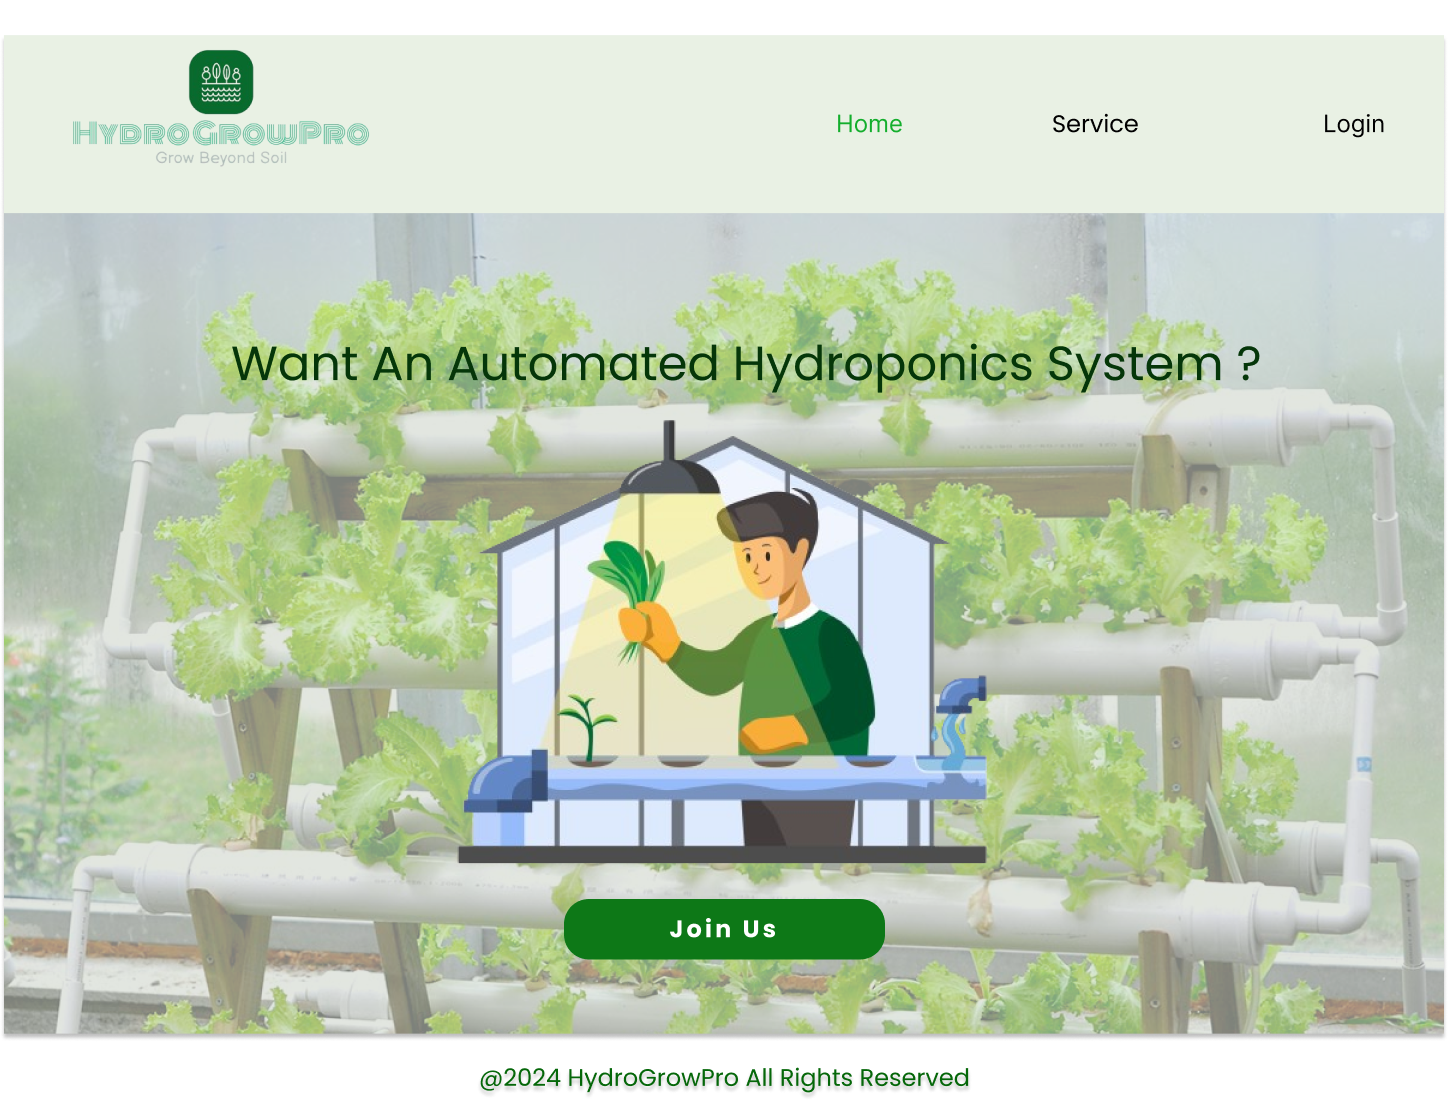 HydroGrowPro
Grow Beyond Soil
Home
Service
Login
Want An Automated Hydroponics System ?
Join Us
@2024 HydroGrowPro All Rights Reserved